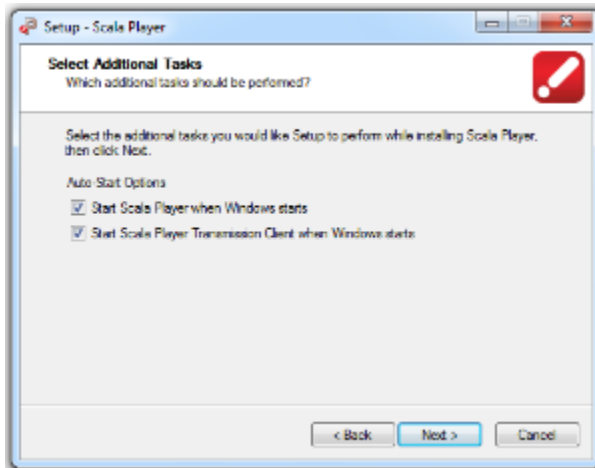 Setup - Scala Player
Select Additional Tasks
Which additional tasks should be performed?
Select the additional tasks you would like Setup to perform while installing Scala Player,
then click Next.
Auto-Start Options
Start Scala Player when Windows starts
Start Scala Player Transmission Client when Windows starts
< Back
Next >
Cancel